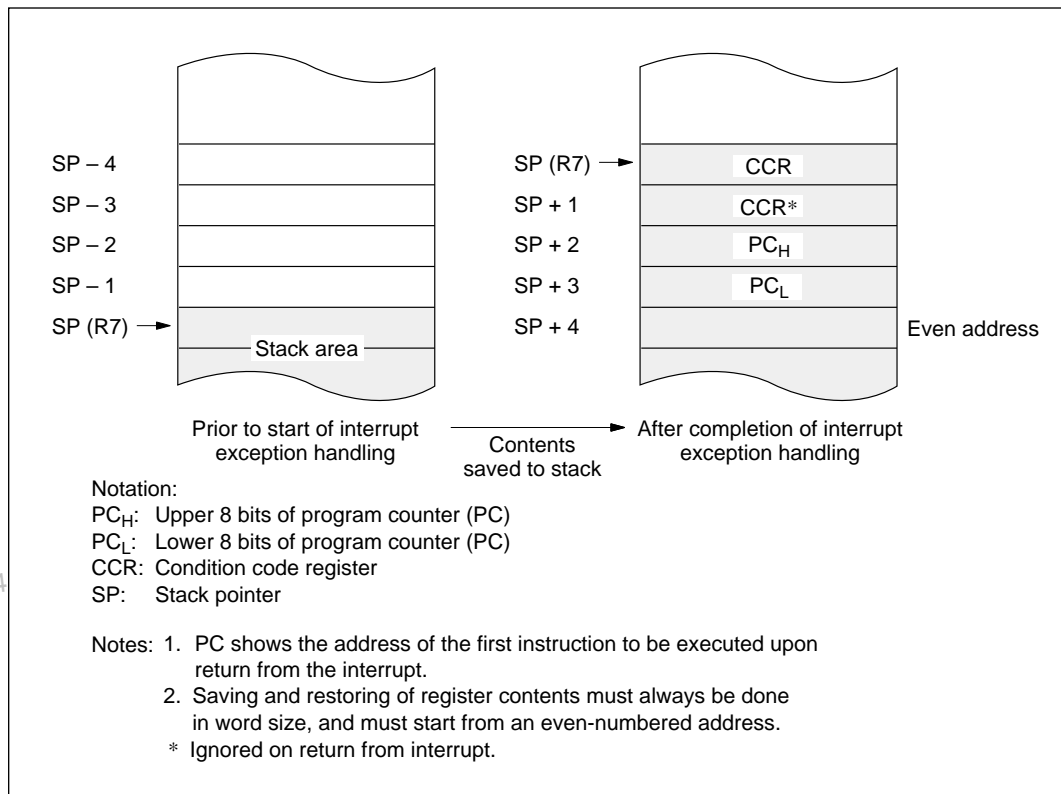 SP – 4
SP – 3
SP – 2
SP – 1
SP (R7)
Stack area
SP (R7)
SP + 1
SP + 2
SP + 3
SP + 4
CCR
CCR*
PCH
PCL
Even address
Prior to start of interrupt
exception handling
Contents
saved to stack
After completion of interrupt
exception handling
Notation:
PCH: Upper 8 bits of program counter (PC)
PCL: Lower 8 bits of program counter (PC)
CCR: Condition code register
SP: Stack pointer
Notes: 1. PC shows the address of the first instruction to be executed upon
return from the interrupt.
2. Saving and restoring of register contents must always be done
in word size, and must start from an even-numbered address.
* Ignored on return from interrupt.